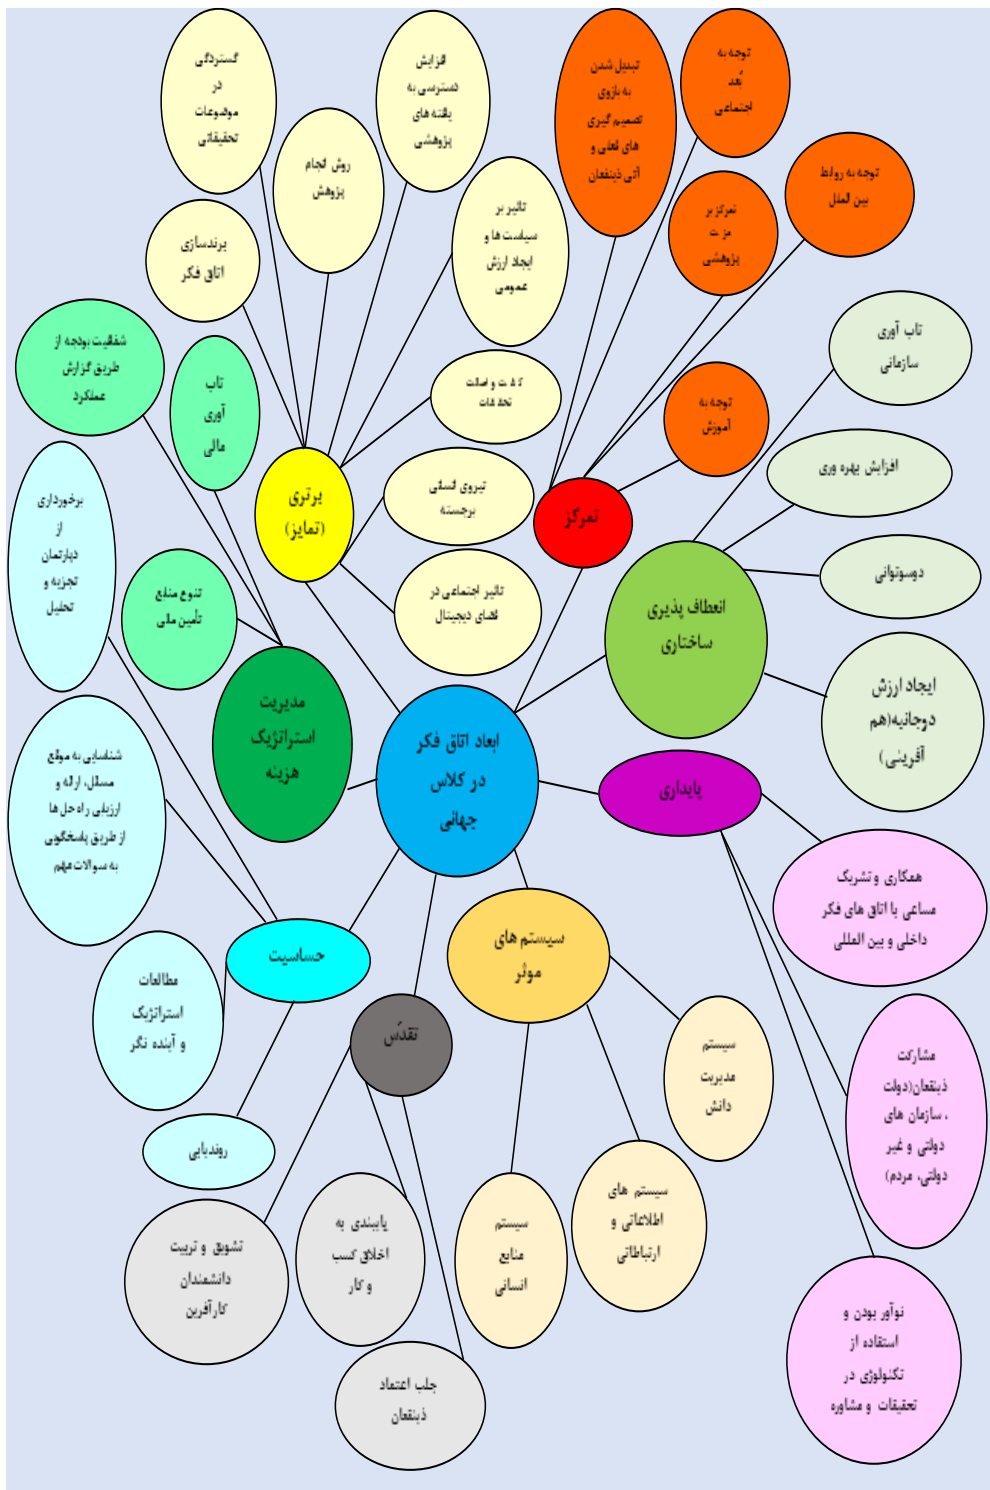 گستردگی
در
موضوعات
تحقیقاتی
افزایش
دسترسی به
یافته های
پژوهشی
تبدیل شدن
به بازوی
تصمیم گیری
های فعلی و
آتی ذینفعان
توجه به
بُعد
اجتماعی
روش انجام
پژوهش
تاثیر بر
سیاست ها و
ایجاد ارزش
عمومی
تمرکز بر
پژوهشی
توجه به روابط
بین الملل
برندسازی
اتاق فکر
شفافیت بودجه از
طریق گزارش
عملکرد
تاب
آوری
مالی
کیفیت و اصالت
تحقیقات
توجه به
آموزش
تاب آوری
سازمانی
برخورداری
از
دپارتمان
تجزیه و
تحلیل
برتری
(تمایز)
نیروی انسانی
برجسته
تمرکز
افزایش بهره وری
تنوع منابع
تأمین مالی
تاثیر اجتماعی در
فضای دیجیتال
انعطاف پذیری
ساختاری
دوسوتوانی
مدیریت
استراتژیک
هزینه
ابعاد اتاق فکر
در کلاس
جهانی
ایجاد ارزش
دوجانبه(هم
آفرینی)
پایداری
شناسایی به موقع
مسائل، ارائه و
ارزیابی راه حل ها
از طریق پاسخگویی
به سوالات مهم
همکاری و تشریک
مساعی با اتاق های فکر
داخلی و بین المللی
حساسیت
سیستم های
موثر
مطالعات
استراتژیک
و آینده نگر
تقدّس
سیستم
مدیریت
دانش
مشارکت
ذینفعان(دولت
، سازمان های
دولتی و غیر
دولتی، مردم)
روندیابی
تشویق و تربیت
دانشمندان
کارآفرین
پایبندی به
اخلاق کسب
و کار
سیستم
منابع
انسانی
سیستم های
اطلاعاتی و
ارتباطاتی
جلب اعتماد
ذینفعان
نوآور بودن و
استفاده از
تکنولوژی در
تحقیقات و مشاوره